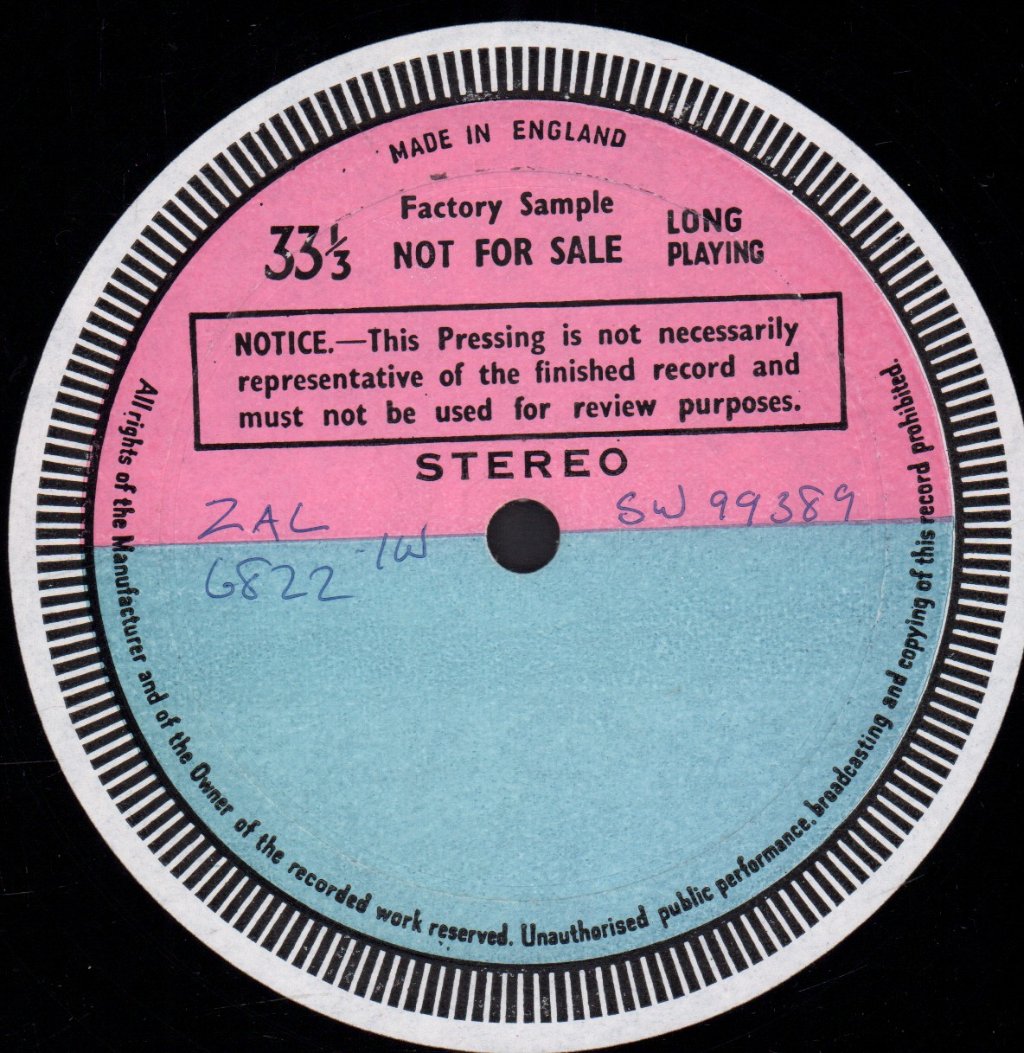 MADE IN ENGLAND
Factory Sample
33⅓ NOT FOR SALE LONG PLAYING
NOTICE.—This Pressing is not necessarily
representative of the finished record and
must not be used for review purposes.
STEREO
ZAL SW 99389
6822 -1W
All rights of the Manufacturer and of the Owner of the recorded work reserved. Unauthorised public performance, broadcasting and copying of this record prohibited.